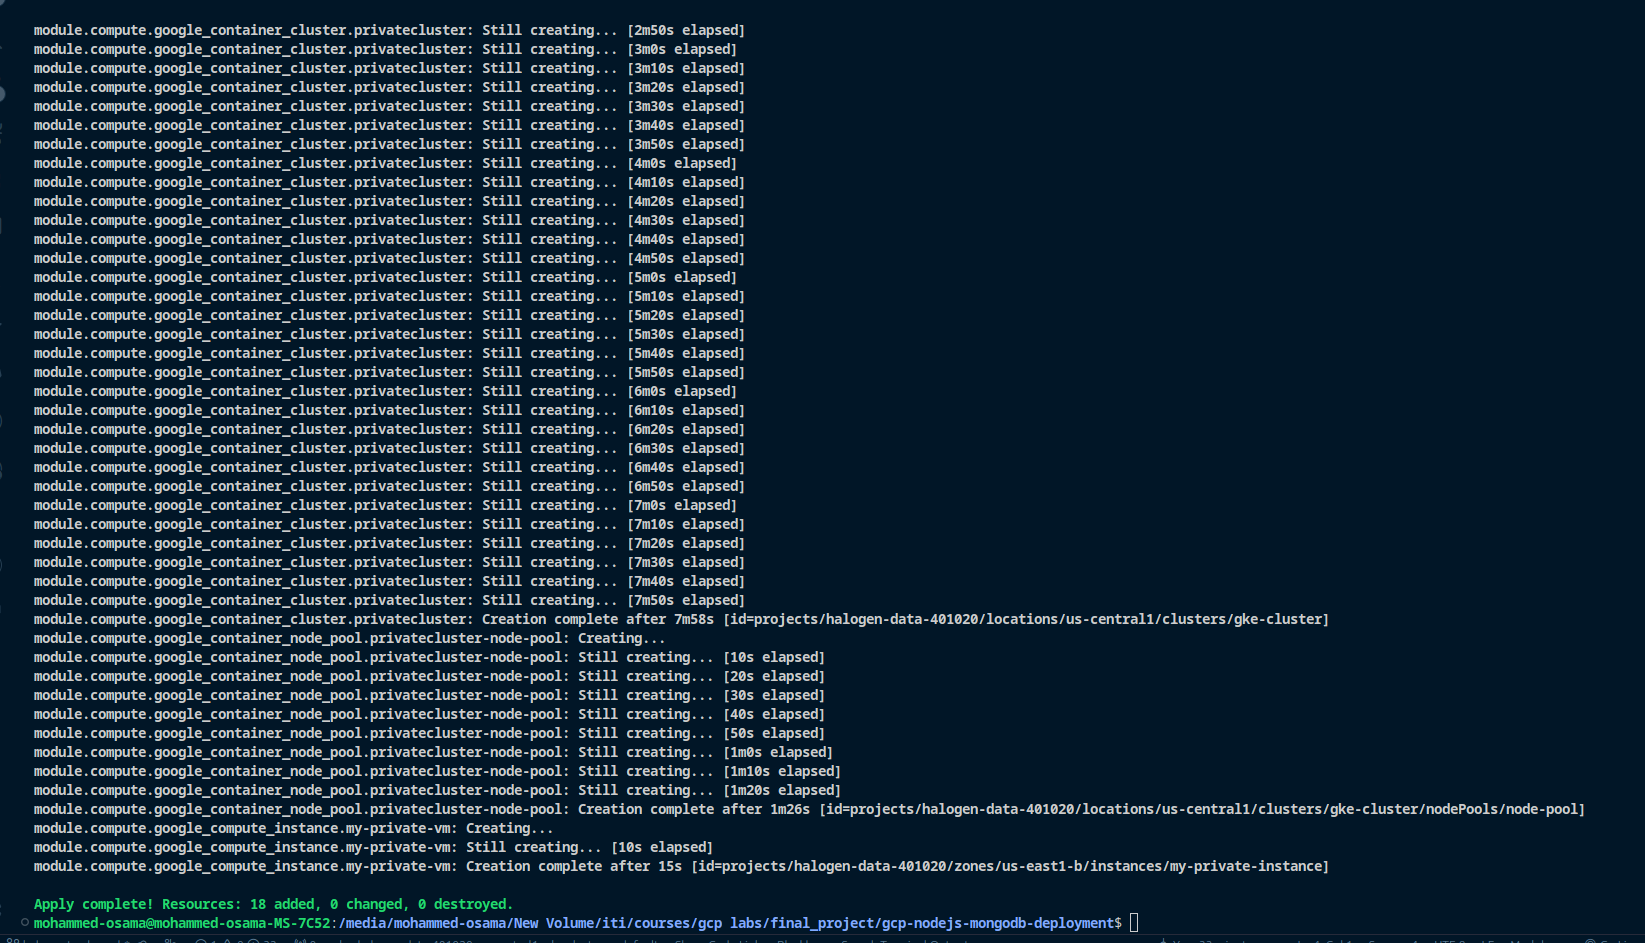 module.compute.google_container_cluster.privatecluster: Still creating... [2m50s elapsed]
module.compute.google_container_cluster.privatecluster: Still creating... [3m0s elapsed]
module.compute.google_container_cluster.privatecluster: Still creating... [3m10s elapsed]
module.compute.google_container_cluster.privatecluster: Still creating... [3m20s elapsed]
module.compute.google_container_cluster.privatecluster: Still creating... [3m30s elapsed]
module.compute.google_container_cluster.privatecluster: Still creating... [3m40s elapsed]
module.compute.google_container_cluster.privatecluster: Still creating... [3m50s elapsed]
module.compute.google_container_cluster.privatecluster: Still creating... [4m0s elapsed]
module.compute.google_container_cluster.privatecluster: Still creating... [4m10s elapsed]
module.compute.google_container_cluster.privatecluster: Still creating... [4m20s elapsed]
module.compute.google_container_cluster.privatecluster: Still creating... [4m30s elapsed]
module.compute.google_container_cluster.privatecluster: Still creating... [4m40s elapsed]
module.compute.google_container_cluster.privatecluster: Still creating... [4m50s elapsed]
module.compute.google_container_cluster.privatecluster: Still creating... [5m0s elapsed]
module.compute.google_container_cluster.privatecluster: Still creating... [5m10s elapsed]
module.compute.google_container_cluster.privatecluster: Still creating... [5m20s elapsed]
module.compute.google_container_cluster.privatecluster: Still creating... [5m30s elapsed]
module.compute.google_container_cluster.privatecluster: Still creating... [5m40s elapsed]
module.compute.google_container_cluster.privatecluster: Still creating... [5m50s elapsed]
module.compute.google_container_cluster.privatecluster: Still creating... [6m0s elapsed]
module.compute.google_container_cluster.privatecluster: Still creating... [6m10s elapsed]
module.compute.google_container_cluster.privatecluster: Still creating... [6m20s elapsed]
module.compute.google_container_cluster.privatecluster: Still creating... [6m30s elapsed]
module.compute.google_container_cluster.privatecluster: Still creating... [6m40s elapsed]
module.compute.google_container_cluster.privatecluster: Still creating... [6m50s elapsed]
module.compute.google_container_cluster.privatecluster: Still creating... [7m0s elapsed]
module.compute.google_container_cluster.privatecluster: Still creating... [7m10s elapsed]
module.compute.google_container_cluster.privatecluster: Still creating... [7m20s elapsed]
module.compute.google_container_cluster.privatecluster: Still creating... [7m30s elapsed]
module.compute.google_container_cluster.privatecluster: Still creating... [7m40s elapsed]
module.compute.google_container_cluster.privatecluster: Still creating... [7m50s elapsed]
module.compute.google_container_cluster.privatecluster: Creation complete after 7m58s [id=projects/halogen-data-401020/locations/us-central1/clusters/gke-cluster]
module.compute.google_container_node_pool.privatecluster-node-pool: Creating...
module.compute.google_container_node_pool.privatecluster-node-pool: Still creating... [10s elapsed]
module.compute.google_container_node_pool.privatecluster-node-pool: Still creating... [20s elapsed]
module.compute.google_container_node_pool.privatecluster-node-pool: Still creating... [30s elapsed]
module.compute.google_container_node_pool.privatecluster-node-pool: Still creating... [40s elapsed]
module.compute.google_container_node_pool.privatecluster-node-pool: Still creating... [50s elapsed]
module.compute.google_container_node_pool.privatecluster-node-pool: Still creating... [1m0s elapsed]
module.compute.google_container_node_pool.privatecluster-node-pool: Still creating... [1m10s elapsed]
module.compute.google_container_node_pool.privatecluster-node-pool: Still creating... [1m20s elapsed]
module.compute.google_container_node_pool.privatecluster-node-pool: Creation complete after 1m26s [id=projects/halogen-data-401020/locations/us-central1/clusters/gke-cluster/nodePools/node-pool]
module.compute.google_compute_instance.my-private-vm: Creating...
module.compute.google_compute_instance.my-private-vm: Still creating... [10s elapsed]
module.compute.google_compute_instance.my-private-vm: Creation complete after 15s [id=projects/halogen-data-401020/zones/us-east1-b/instances/my-private-instance]
Apply complete! Resources: 18 added, 0 changed, 0 destroyed.
mohammed-osama@mohammed-osama-MS-7C52:/media/mohammed-osama/New Volume/iti/courses/gcp labs/final_project/gcp-nodejs-mongodb-deployment$